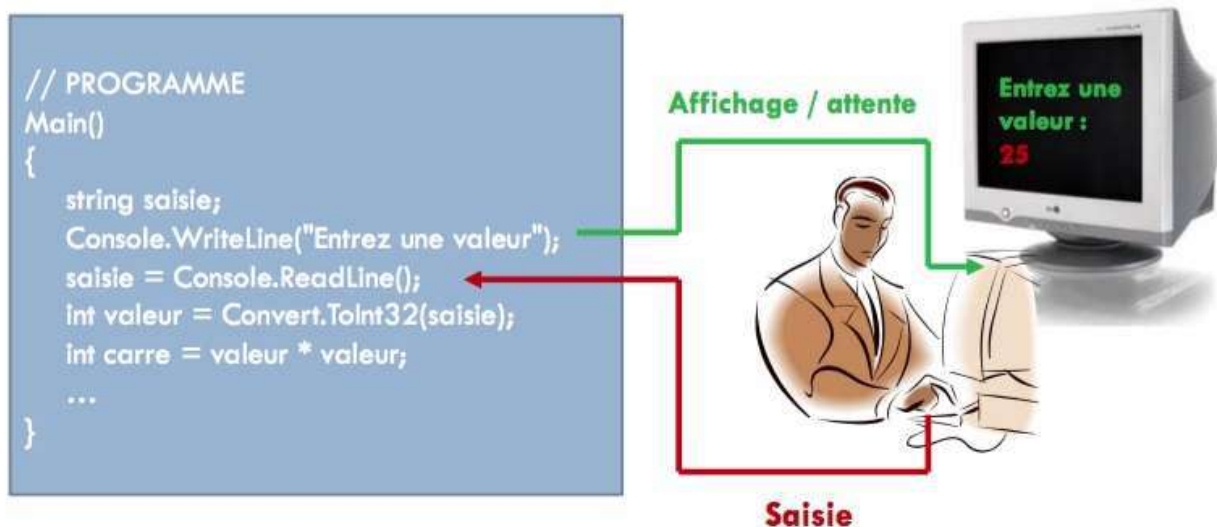 // PROGRAMME
Main()
{
string saisie;
Console.WriteLine("Entrez une valeur");
saisie = Console.ReadLine();
int valeur = Convert.ToInt32(saisie);
int carre = valeur * valeur;
...
}
Affichage / attente
Entrez une
valeur :
25
Saisie